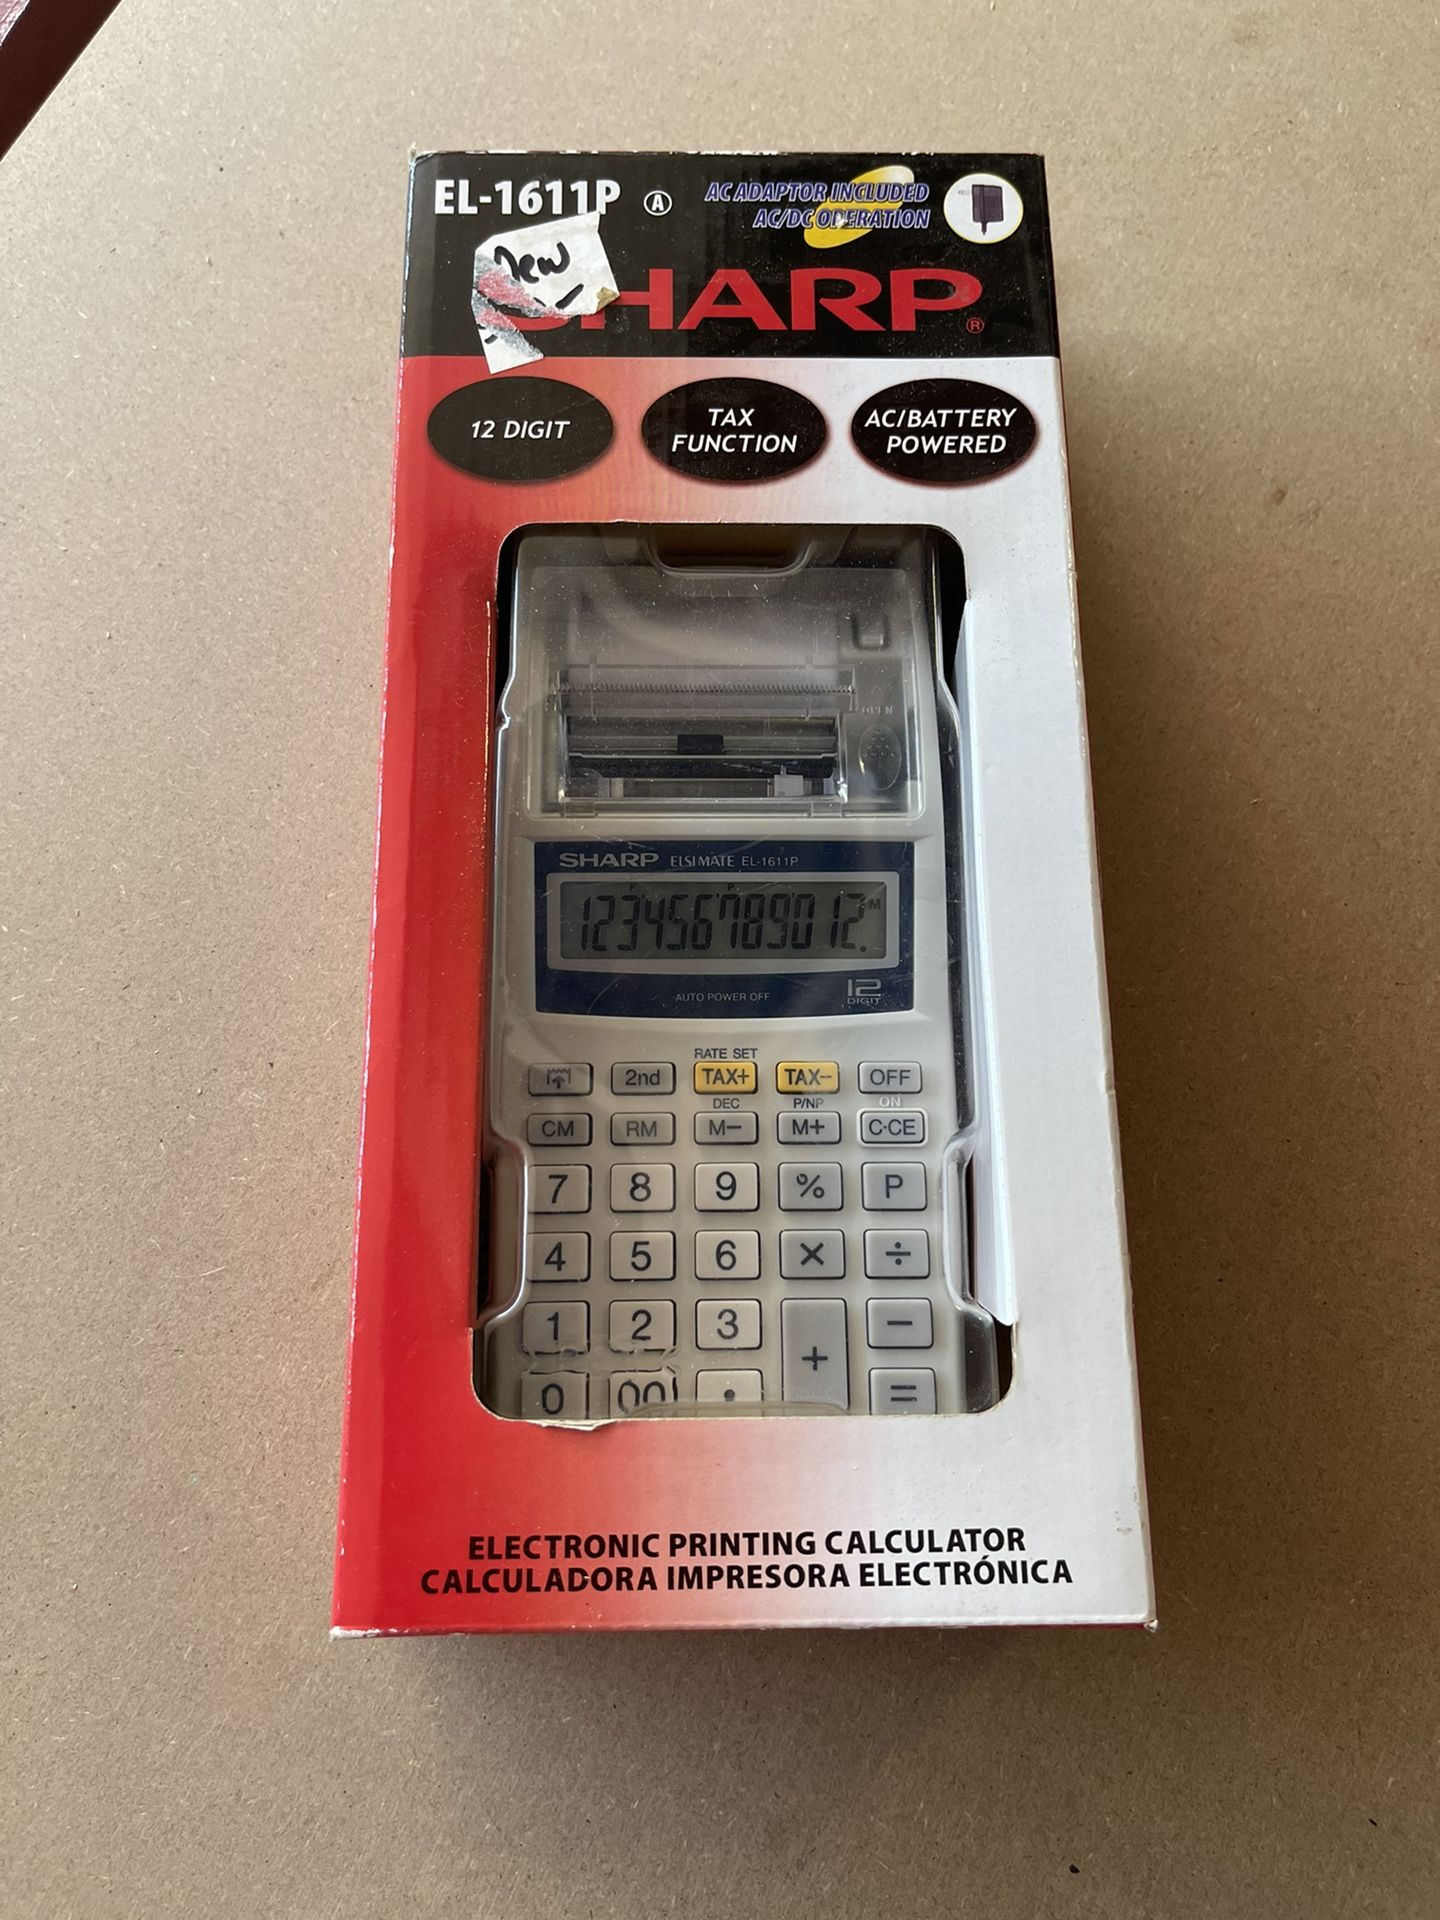 EL-1611P Ⓐ
AC ADAPTOR INCLUDED
AC/DC OPERATION
New
SHARP®
12 DIGIT
TAX
FUNCTION
AC/BATTERY
POWERED
OPEN
SHARP ELSIMATE EL-1611P
F P
123456789012. M
AUTO POWER OFF
12
DIGIT
RATE SET
2nd TAX+ TAX- OFF
DEC P/NP ON
CM RM M- M+ C·CE
7 8 9 % P
4 5 6 × ÷
1 2 3 + -
0 00 • =
ELECTRONIC PRINTING CALCULATOR
CALCULADORA IMPRESORA ELECTRÓNICA